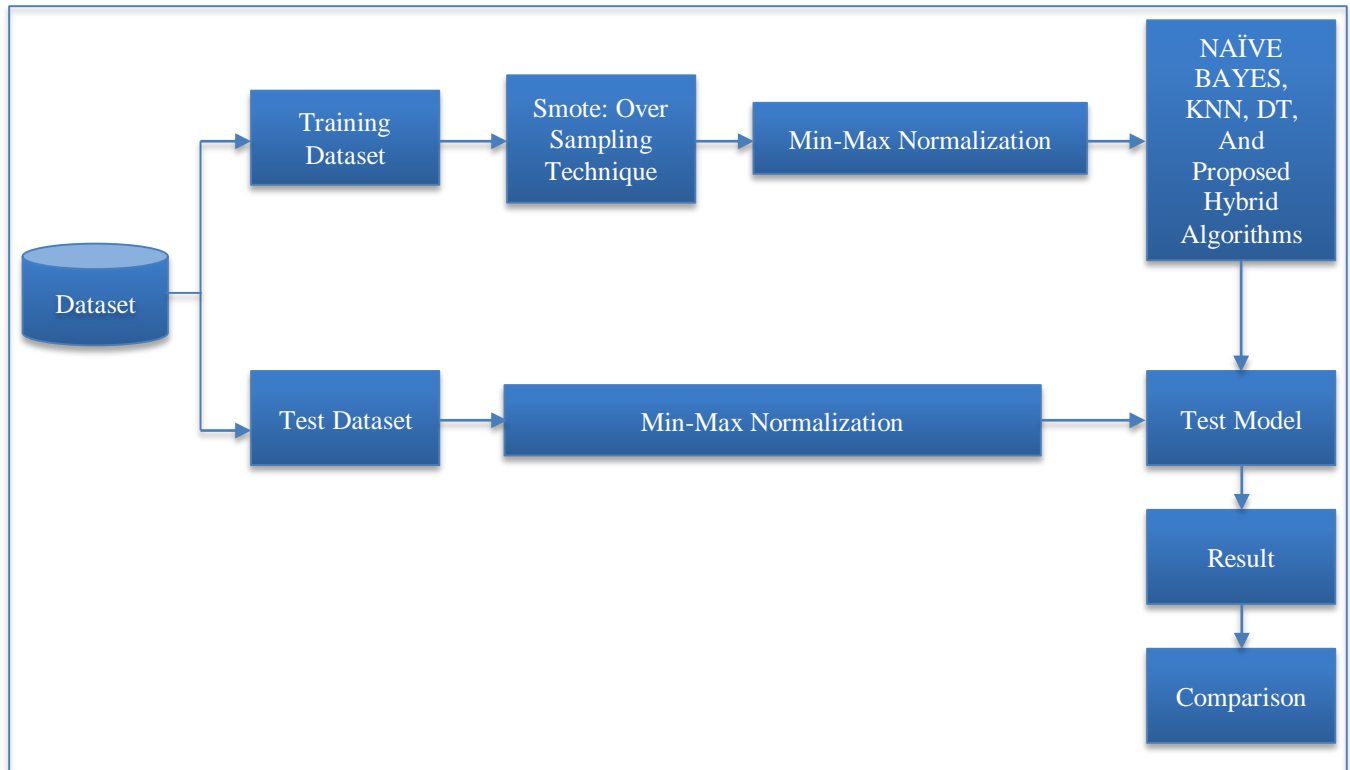 Dataset
Training
Dataset
Smote: Over
Sampling
Technique
Min-Max Normalization
NAÏVE
BAYES,
KNN, DT,
And
Proposed
Hybrid
Algorithms
Test Dataset
Min-Max Normalization
Test Model
Result
Comparison